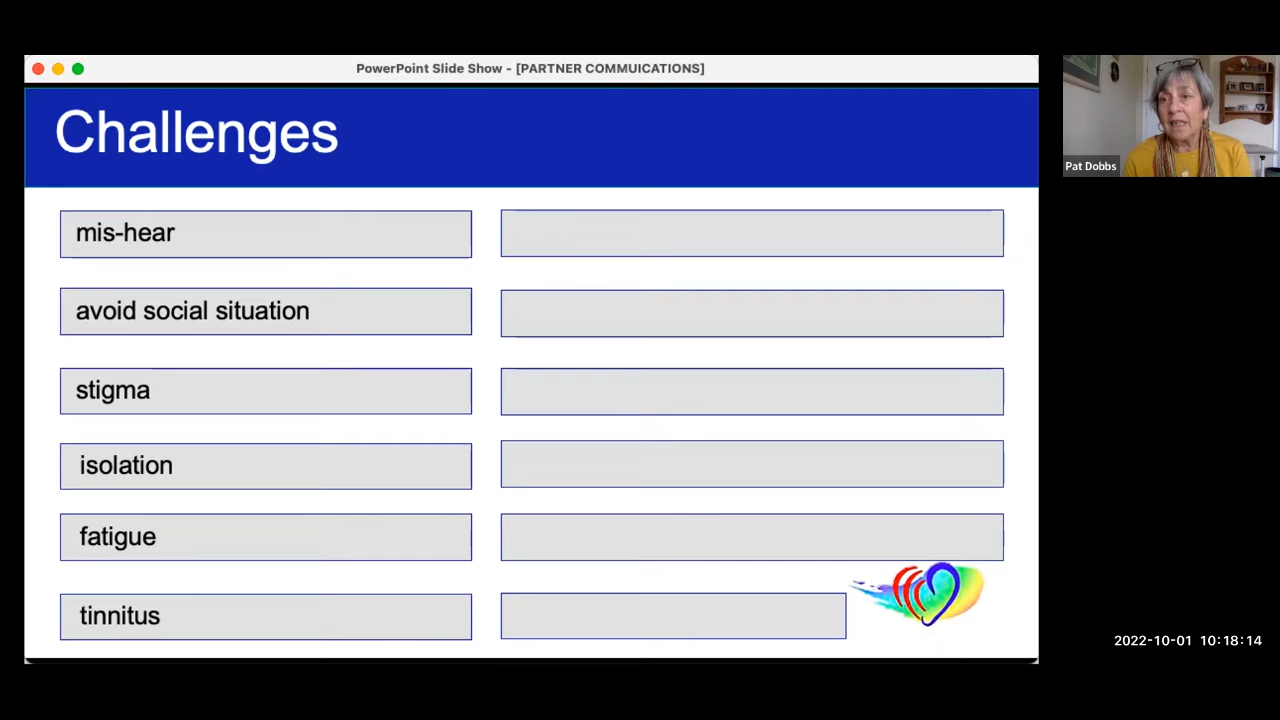 PowerPoint Slide Show - [PARTNER COMMUICATIONS]
Challenges
mis-hear
avoid social situation
stigma
isolation
fatigue
tinnitus
Pat Dobbs
2022-10-01 10:18:14